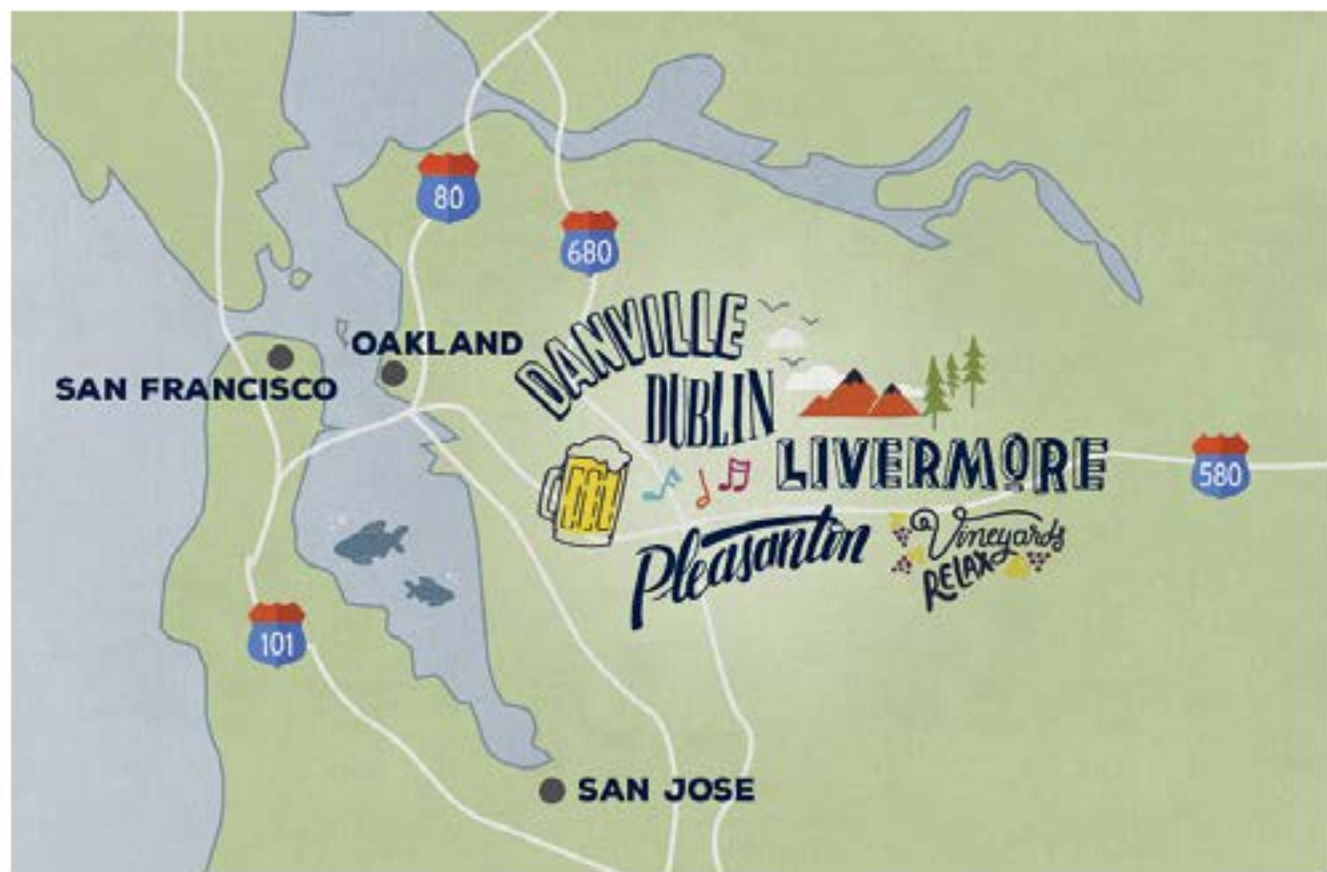 80
680
DANVILLE
OAKLAND
SAN FRANCISCO
DUBLIN
LIVERMORE
580
Pleasanton
Vineyards
RELAX
101
SAN JOSE